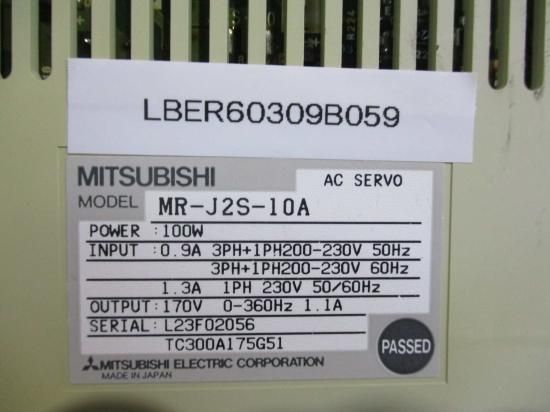 LBER60309B059
MITSUBISHI AC SERVO
MODEL MR-J2S-10A
POWER :100W
INPUT :0.9A 3PH+1PH200-230V 50Hz
3PH+1PH200-230V 60Hz
1.3A 1PH 230V 50/60Hz
OUTPUT:170V 0-360Hz 1.1A
SERIAL:L23F02056
TC300A175G51
PASSED
MITSUBISHI ELECTRIC CORPORATION
MADE IN JAPAN